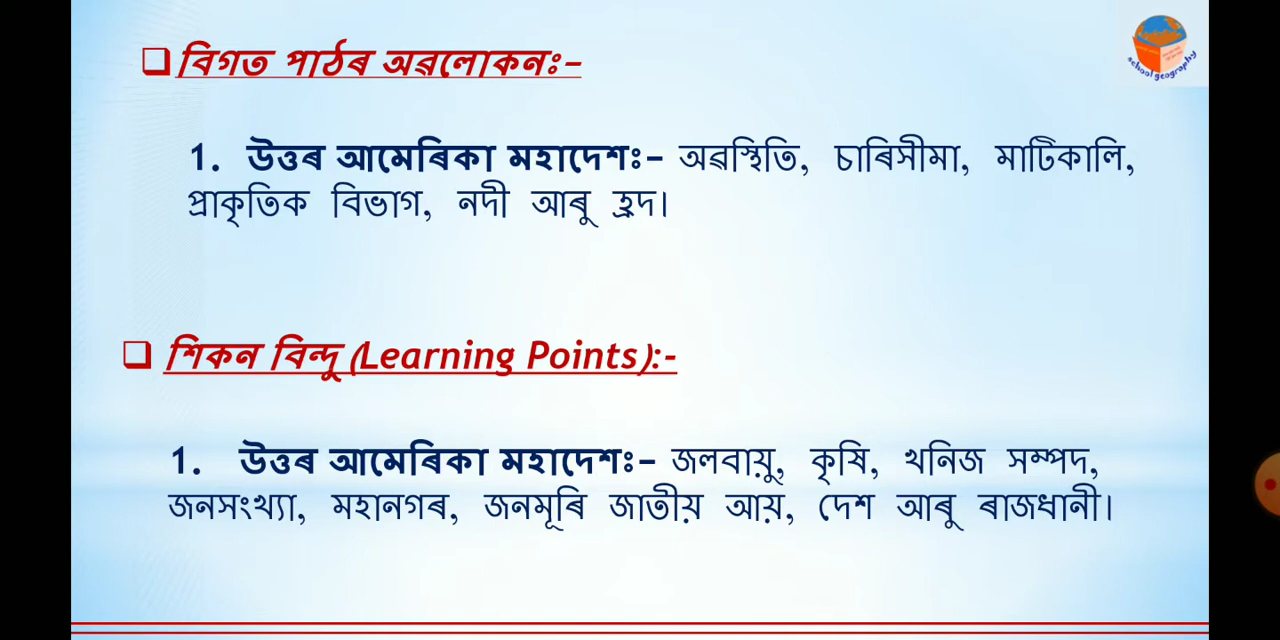 বিগত পাঠৰ অৱলোকনঃ–
school geography
1. উত্তৰ আমেৰিকা মহাদেশঃ– অৱস্থিতি, চাৰিসীমা, মাটিকালি,
প্ৰাকৃতিক বিভাগ, নদী আৰু হ্ৰদ।
শিকন বিন্দু (Learning Points):-
1. উত্তৰ আমেৰিকা মহাদেশঃ– জলবায়ু, কৃষি, খনিজ সম্পদ,
জনসংখ্যা, মহানগৰ, জনমূৰি জাতীয় আয়, দেশ আৰু ৰাজধানী।